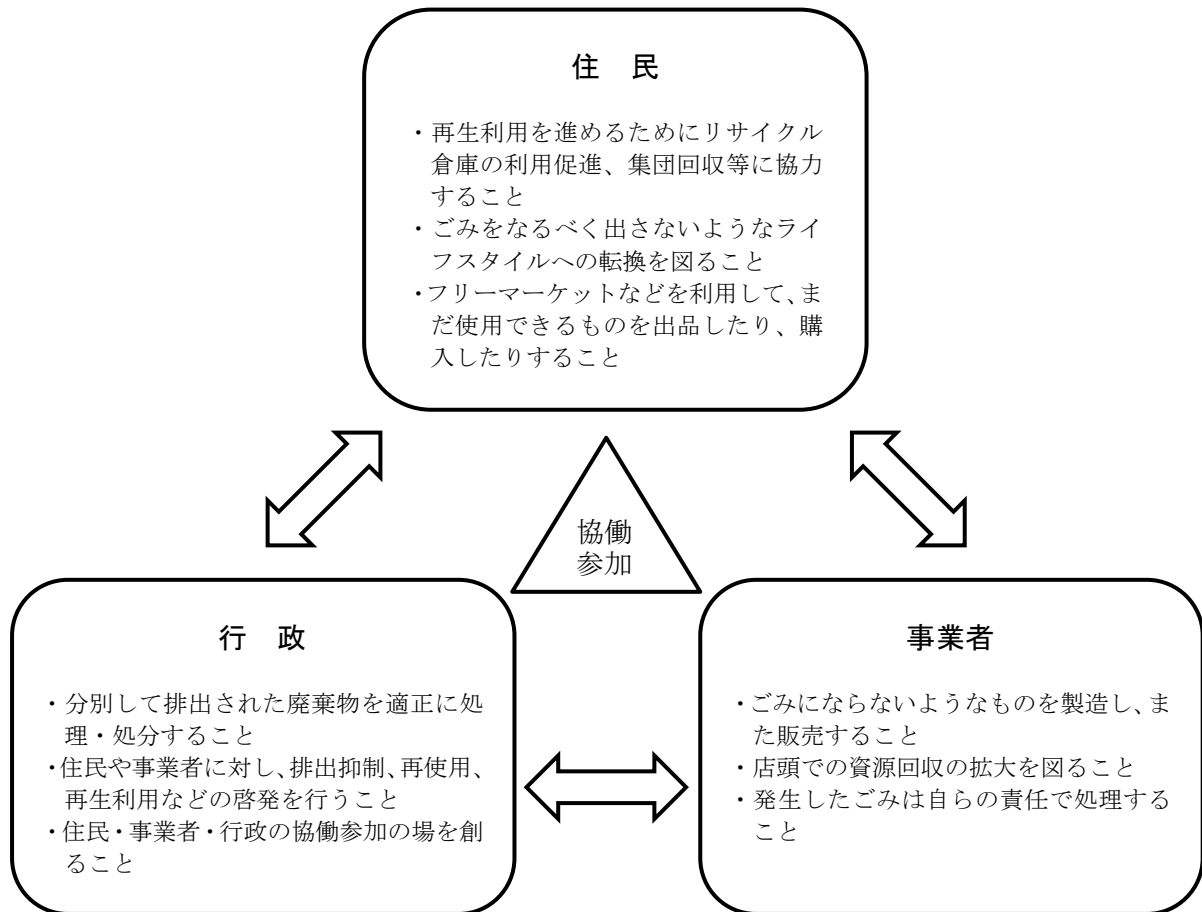 住　民
・再生利用を進めるためにリサイクル
倉庫の利用促進、集団回収等に協力
すること
・ごみをなるべく出さないようなライ
フスタイルへの転換を図ること
・フリーマーケットなどを利用して、ま
だ使用できるものを出品したり、購
入したりすること
協働
参加
行　政
・分別して排出された廃棄物を適正に処
理・処分すること
・住民や事業者に対し、排出抑制、再使用、
再生利用などの啓発を行うこと
・住民・事業者・行政の協働参加の場を創
ること
事業者
・ごみにならないようなものを製造し、ま
た販売すること
・店頭での資源回収の拡大を図ること
・発生したごみは自らの責任で処理する
こと